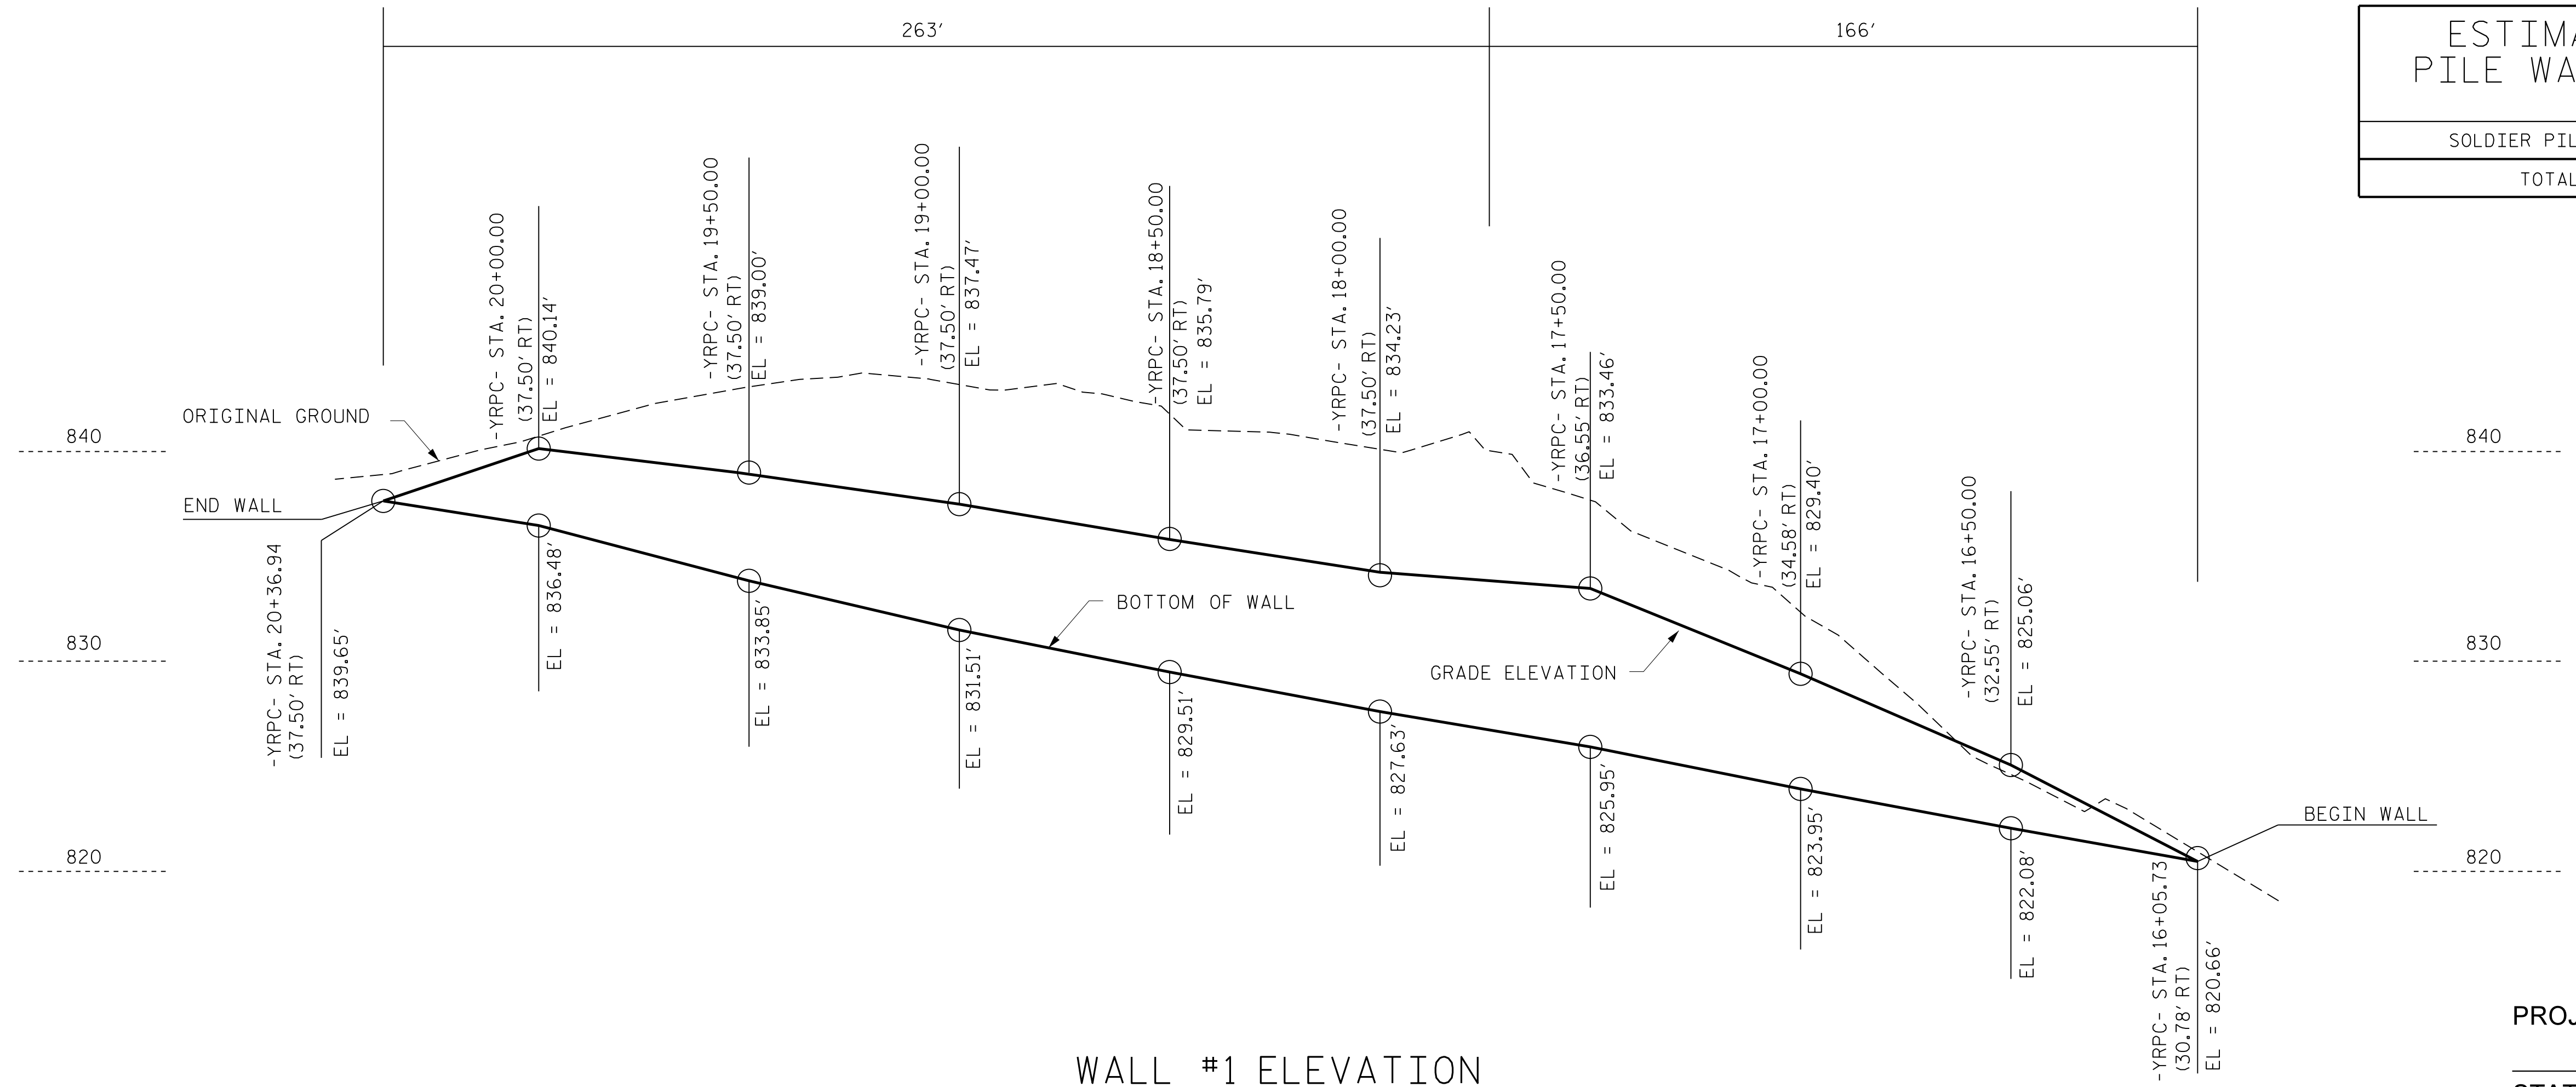 263′
166′
ESTIMA
PILE WA
SOLDIER PIL
TOTAL
-YRPC- STA. 20+00.00
(37.50′ RT)
EL = 840.14′
-YRPC- STA. 19+50.00
(37.50′ RT)
EL = 839.00′
-YRPC- STA. 19+00.00
(37.50′ RT)
EL = 837.47′
-YRPC- STA. 18+50.00
(37.50′ RT)
EL = 835.79′
-YRPC- STA. 18+00.00
(37.50′ RT)
EL = 834.23′
-YRPC- STA. 17+50.00
(36.55′ RT)
EL = 833.46′
-YRPC- STA. 17+00.00
(34.58′ RT)
EL = 829.40′
-YRPC- STA. 16+50.00
(32.55′ RT)
EL = 825.06′
ORIGINAL GROUND
840
840
END WALL
-YRPC- STA. 20+36.94
(37.50′ RT)
EL = 839.65′
EL = 836.48′
EL = 833.85′
EL = 831.51′
EL = 829.51′
EL = 827.63′
EL = 825.95′
EL = 823.95′
EL = 822.08′
BOTTOM OF WALL
830
830
GRADE ELEVATION
BEGIN WALL
820
820
-YRPC- STA. 16+05.73
(30.78′ RT)
EL = 820.66′
WALL #1 ELEVATION
PROJ